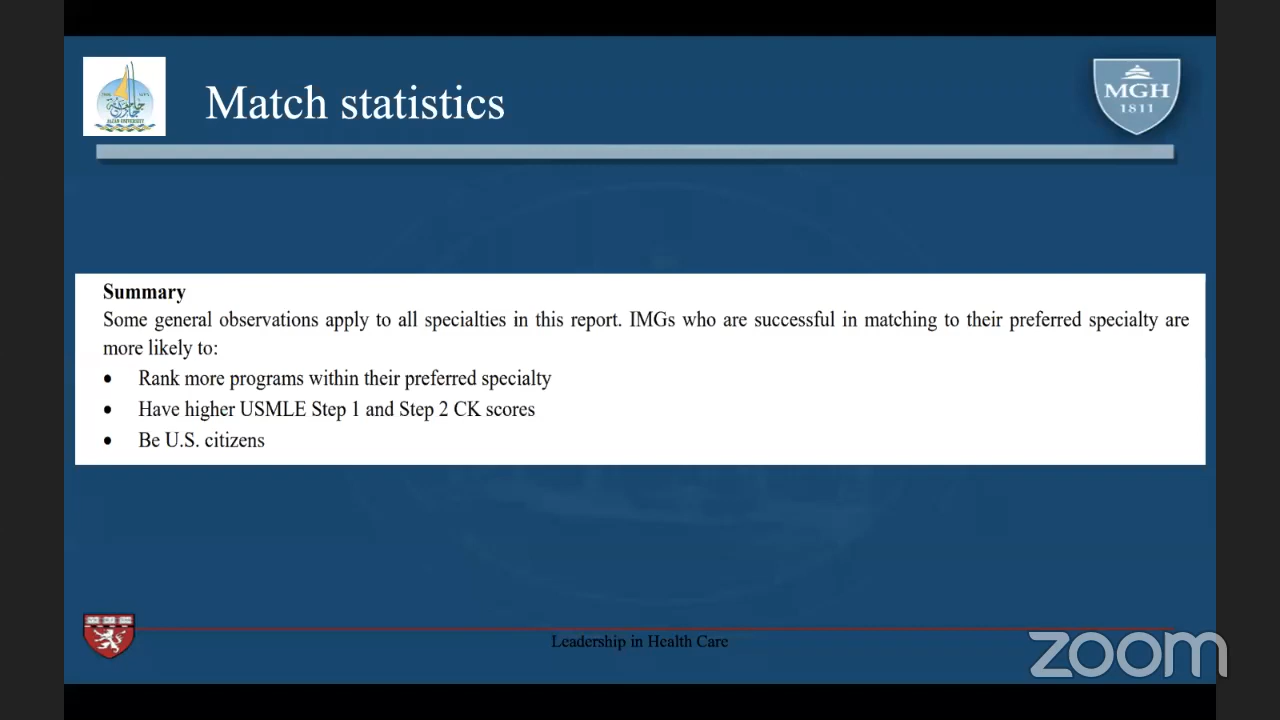 Match statistics
MGH
1811
Summary
Some general observations apply to all specialties in this report. IMGs who are successful in matching to their preferred specialty are
more likely to:
• Rank more programs within their preferred specialty
• Have higher USMLE Step 1 and Step 2 CK scores
• Be U.S. citizens
Leadership in Health Care
zoom